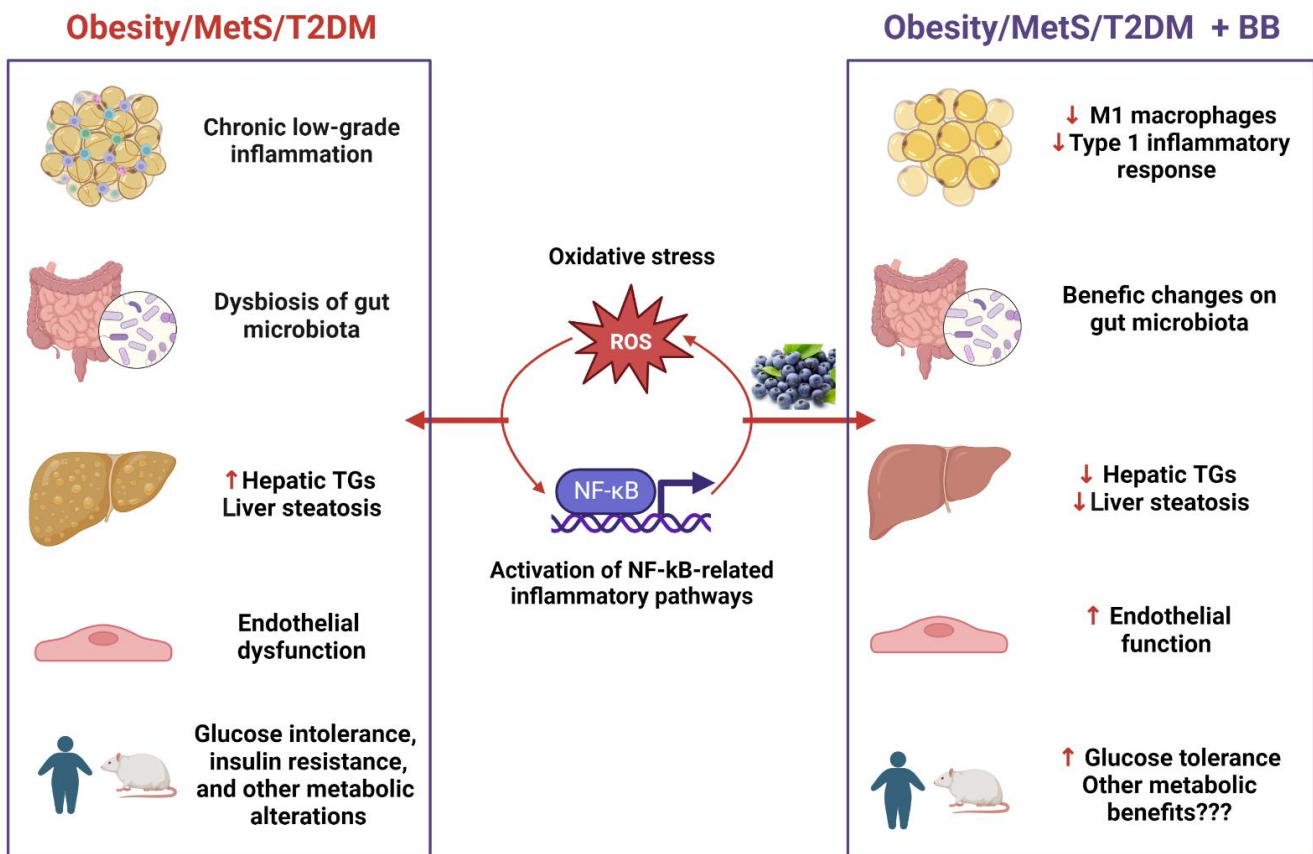 Obesity/MetS/T2DM
Chronic low-grade
inflammation
Dysbiosis of gut
microbiota
↑Hepatic TGs
Liver steatosis
Endothelial
dysfunction
Glucose intolerance,
insulin resistance,
and other metabolic
alterations
Oxidative stress
ROS
NF-κB
Activation of NF-kB-related
inflammatory pathways
Obesity/MetS/T2DM + BB
↓ M1 macrophages
↓Type 1 inflammatory
response
Benefic changes on
gut microbiota
↓ Hepatic TGs
↓Liver steatosis
↑ Endothelial
function
↑ Glucose tolerance
Other metabolic
benefits???